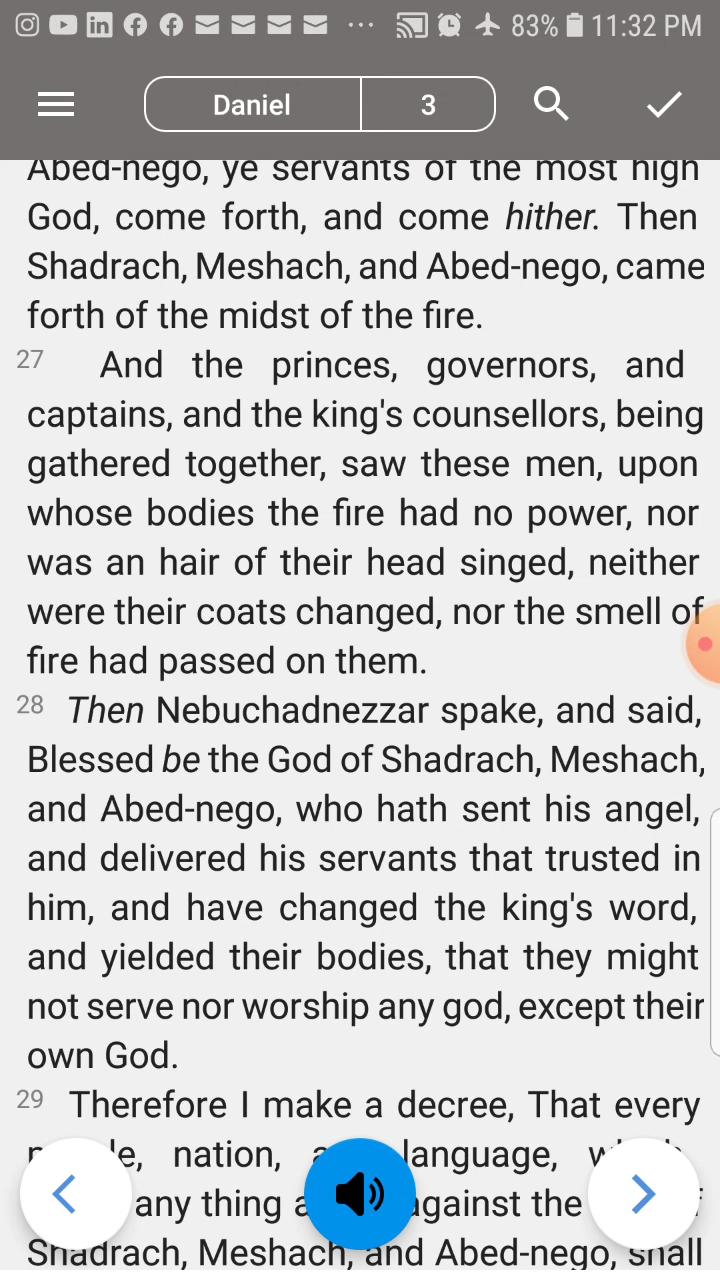 83% 11:32 PM
Daniel 3
Abed-nego, ye servants of the most high
God, come forth, and come hither. Then
Shadrach, Meshach, and Abed-nego, came
forth of the midst of the fire.
27 And the princes, governors, and
captains, and the king's counsellors, being
gathered together, saw these men, upon
whose bodies the fire had no power, nor
was an hair of their head singed, neither
were their coats changed, nor the smell of
fire had passed on them.
28 Then Nebuchadnezzar spake, and said,
Blessed be the God of Shadrach, Meshach,
and Abed-nego, who hath sent his angel,
and delivered his servants that trusted in
him, and have changed the king's word,
and yielded their bodies, that they might
not serve nor worship any god, except their
own God.
29 Therefore I make a decree, That every
nation, language,
any thing against the
Shadrach, Meshach, and Abed-nego, shall